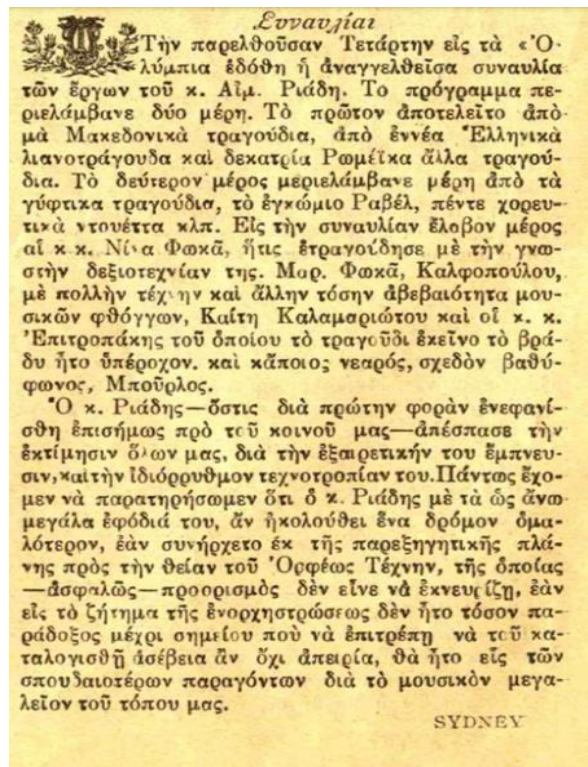 Συναυλίαι
Τὴν παρελθοῦσαν Τετάρτην εἰς τὰ «Ὀ-
λύμπια ἐδόθη ἡ ἀναγγελθεῖσα συναυλία
τῶν ἔργων τοῦ κ. Αἰμ. Ριάδη. Το πρόγραμμα πε-
ριελάμβανε δύο μέρη. Τὸ πρῶτον ἀποτελεῖτο ἀπὸ
μὰ Μακεδονικὰ τραγούδια, ἀπὸ ἐννέα Ἑλληνικὰ
λιανοτράγουδα καὶ δεκατρία Ρωμέϊκα ἄλλα τραγού-
δια. Τὸ δεύτερον μέρος μεριελάμβανε μέρη ἀπὸ τὰ
γύφτικα τραγούδια, τὸ ἐγκώμιο Ραβέλ, πέντε χορευ-
τικὰ ντουέττα κλπ. Εἰς τὴν συναυλίαν ἔλαβον μέρος
αἱ κ κ. Νίνα Φωκᾶ, ἥτις ἐτραγούδησε μὲ τὴν γνω-
στὴν δεξιοτεχνίαν της. Μαρ. Φωκᾶ, Καλφοπούλου,
μὲ πολλὴν τέχνην καὶ ἄλλην τόσην ἀβεβαιότητα μου-
σικῶν φθόγγων, Καίτη Καλαμαριώτου καὶ οἱ κ. κ.
Ἐπιτροπάκης τοῦ ὁποίου τὸ τραγοῦδι ἐκεῖνο τὸ βρά-
δυ ἦτο ὑπέροχον. καὶ κἄποιος νεαρός, σχεδὸν βαθύ-
φωνος, Μποῦρλος.
Ὁ κ. Ριάδης—ὅστις διὰ πρώτην φορὰν ἐνεφανί-
σθη ἐπισήμως πρὸ τοῦ κοινοῦ μας—ἀπέσπασε τὴν
ἐκτίμησιν ὅλων μας, διὰ τὴν ἐξαιρετικήν του ἔμπνευ-
σιν, καὶ τὴν ἰδιόρρυθμον τεχνοτροπίαν του. Πάντως ἔχο-
μεν νὰ παρατηρήσωμεν ὅτι ὁ κ. Ριάδης μὲ τὰ ὡς ἄνω
μεγάλα ἐφόδιά του, ἂν ἠκολούθει ἕνα δρόμον ὁμα-
λότερον, ἐὰν συνήρχετο ἐκ τῆς παρεξηγητικῆς πλά-
νης πρὸς τὴν θείαν τοῦ Ὀρφέως Τέχνην, τῆς ὁποίας
—ἀσφαλῶς—προορισμὸς δὲν εἶνε νὰ ἐκνευρίζῃ, ἐὰν
εἰς τὸ ζήτημα τῆς ἐνορχηστρώσεως δὲν ἦτο τόσον πα-
ράδοξος μέχρι σημείου ποὺ νὰ ἐπιτρέπῃ νὰ τοῦ κα-
ταλογισθῇ ἀσέβεια ἂν ὄχι ἀπειρία, θὰ ἦτο εἰς τῶν
σπουδαιοτέρων παραγόντων διὰ τὸ μουσικὸν μεγα-
λεῖον τοῦ τόπου μας.
SYDNEY